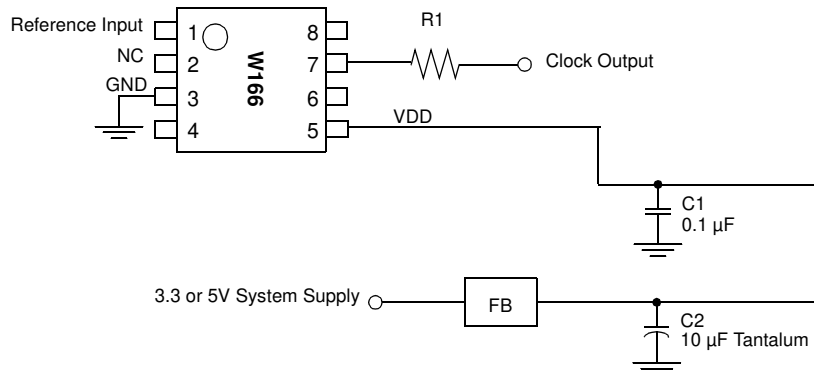 R1
Reference Input
1
8
NC
2
7
Clock Output
GND
3
W166
6
4
5
VDD
C1
0.1 µF
3.3 or 5V System Supply
FB
C2
10 µF Tantalum